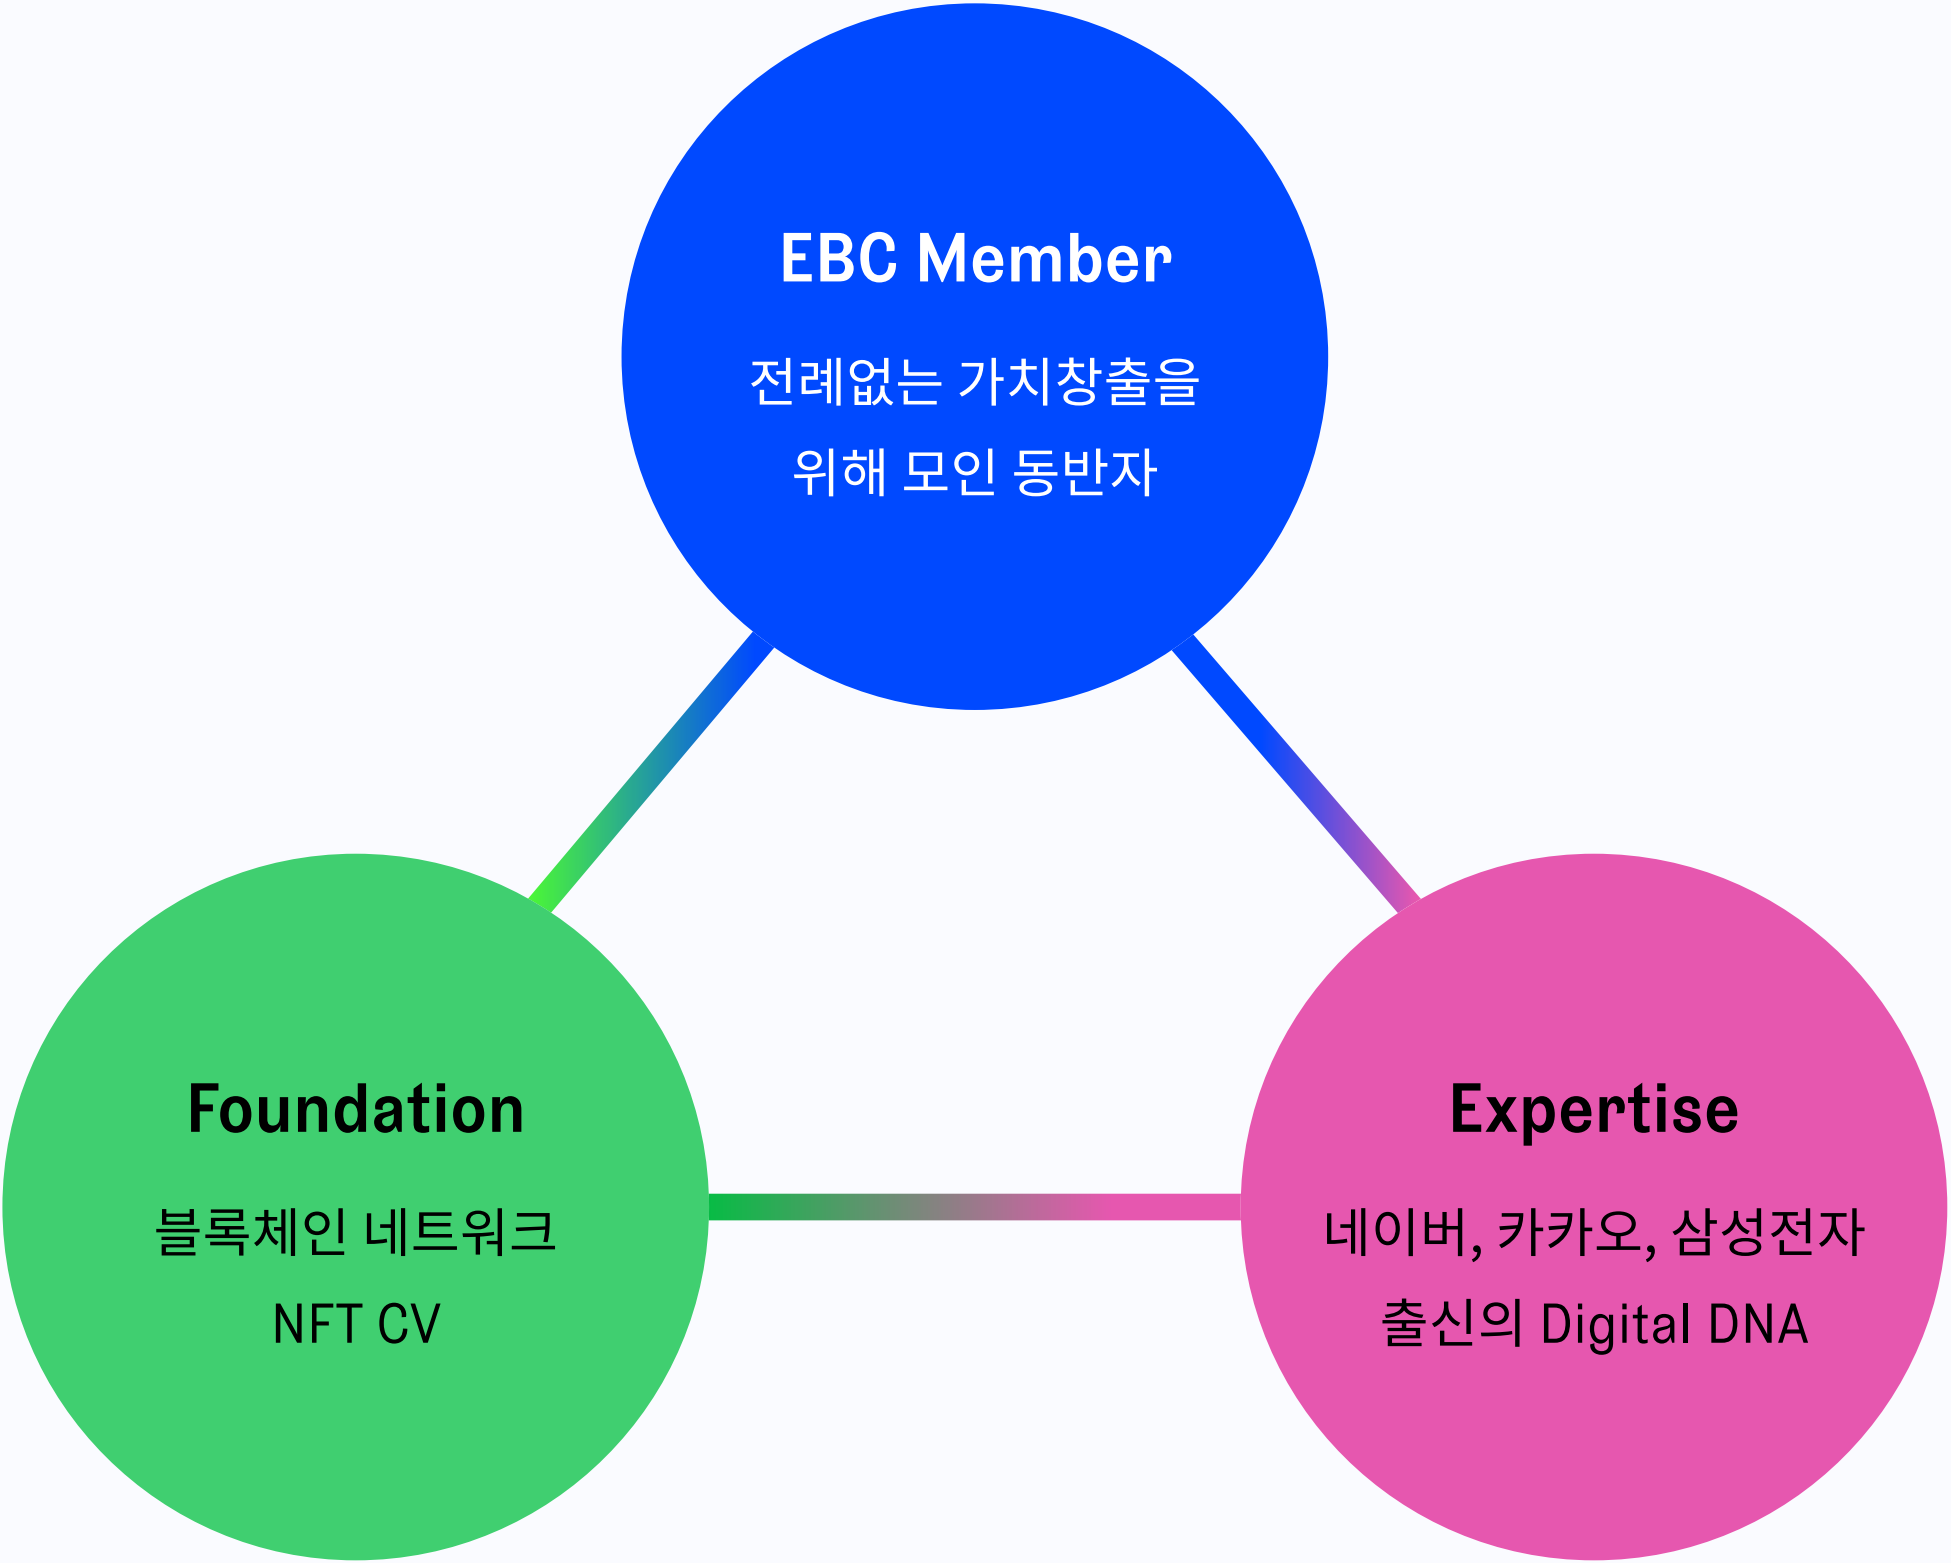 EBC Member
전례없는 가치창출을
위해 모인 동반자
Foundation
블록체인 네트워크
NFT CV
Expertise
네이버, 카카오, 삼성전자
출신의 Digital DNA